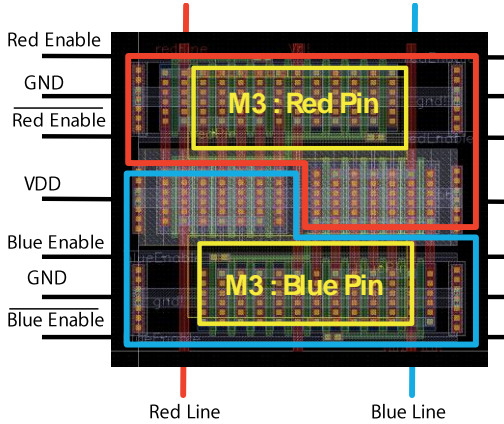 Red Enable
GND
M3 : Red Pin
Red Enable
VDD
Blue Enable
GND
M3 : Blue Pin
Blue Enable
Red Line
Blue Line